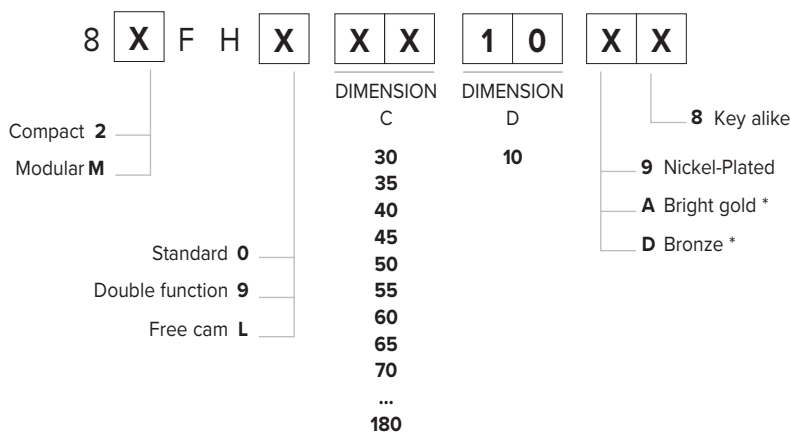 8 X F H X X X 1 0 X X
DIMENSION DIMENSION
C D
Compact 2
Modular M
Standard 0
Double function 9
Free cam L
30
35
40
45
50
55
60
65
70
...
180
10
8 Key alike
9 Nickel-Plated
A Bright gold *
D Bronze *